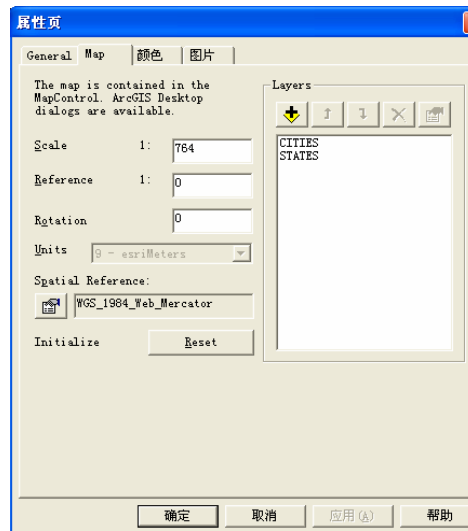 属性页
General Map 颜色 图片
The map is contained in the
MapControl. ArcGIS Desktop
dialogs are available.
Scale 1: 764
Reference 1: 0
Rotation 0
Units 9 - esriMeters
Spatial Reference:
WGS_1984_Web_Mercator
Initialize Reset
Layers
CITIES
STATES
确定 取消 应用(A) 帮助